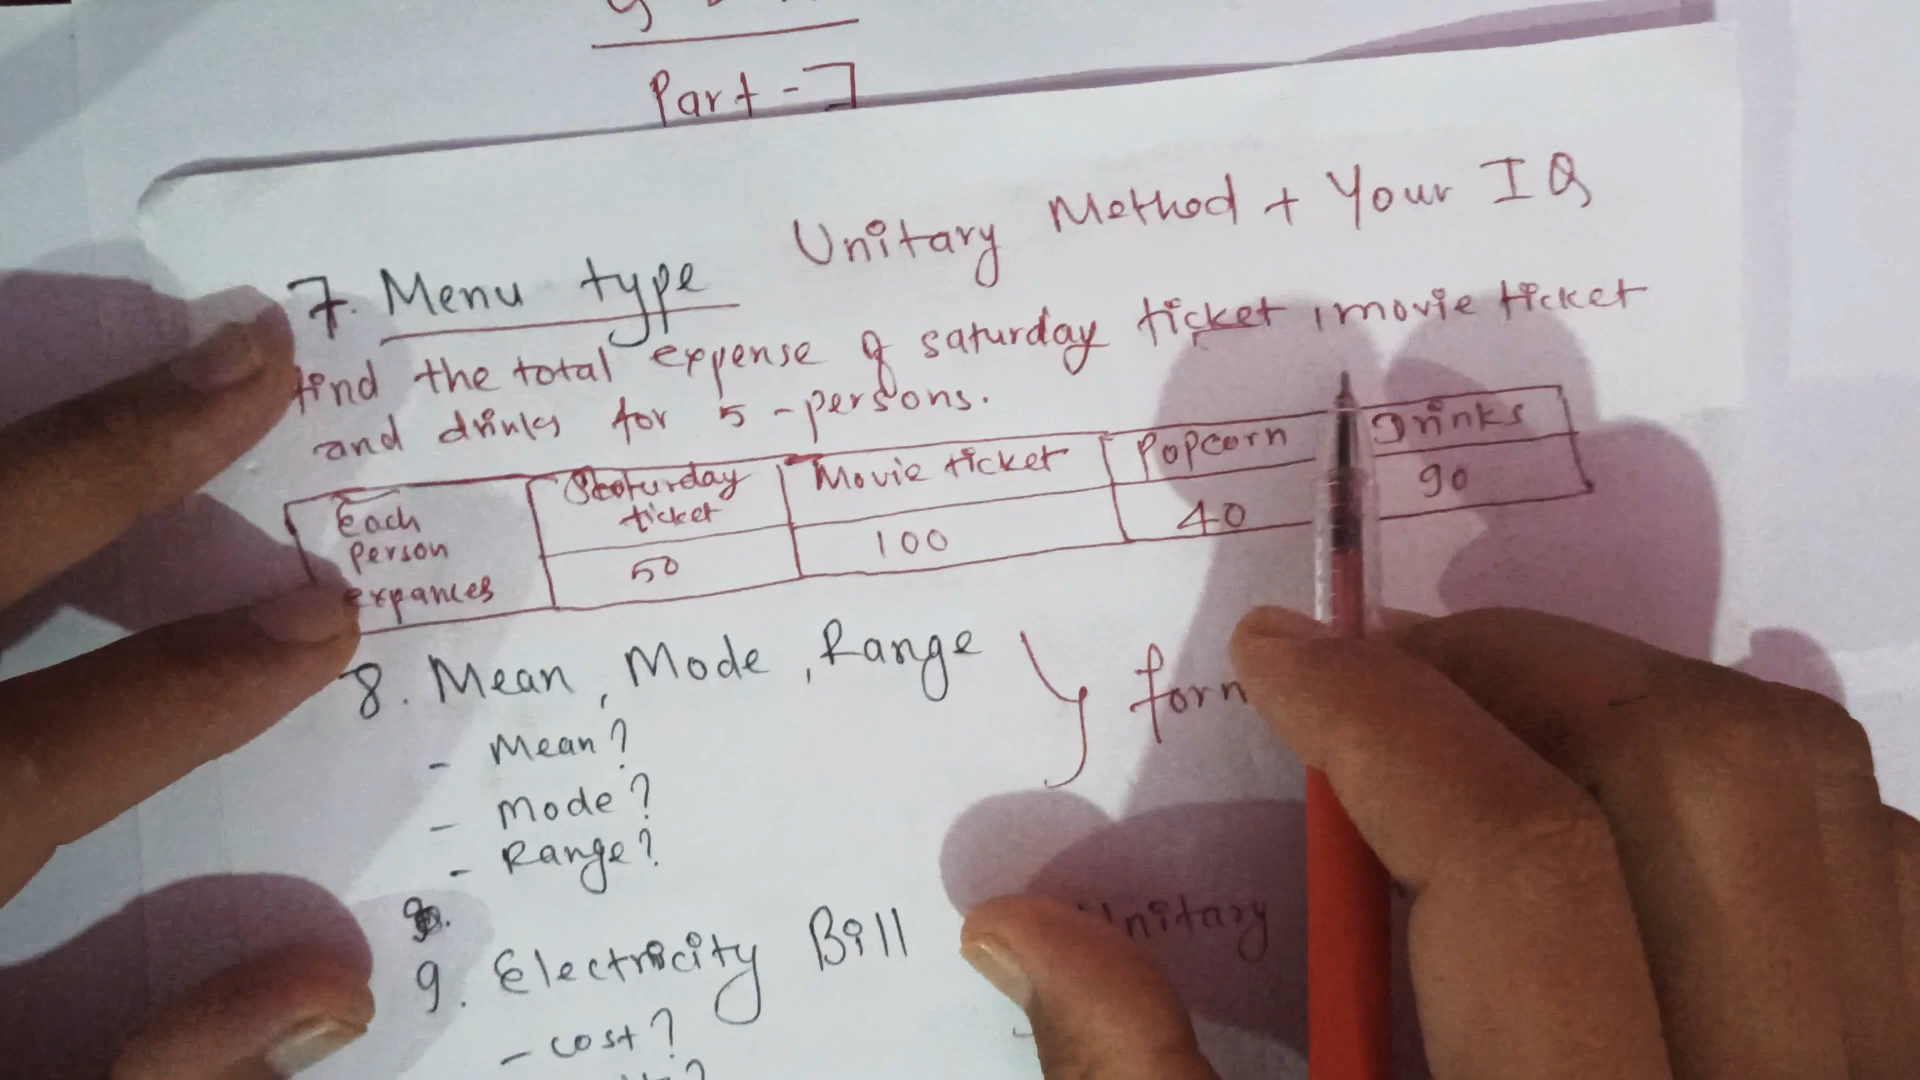 Part - I
Unitary Method + Your IQ
7. Menu type
find the total expense of saturday ticket, movie ticket
and drinks for 5 - persons.
Each person expances
Saturday ticket
Movie ticket
Popcorn
Drinks
50
100
40
90
8. Mean, Mode, Range
- Mean?
- Mode?
- Range?
9. Electricity Bill
Unitary
- cost?